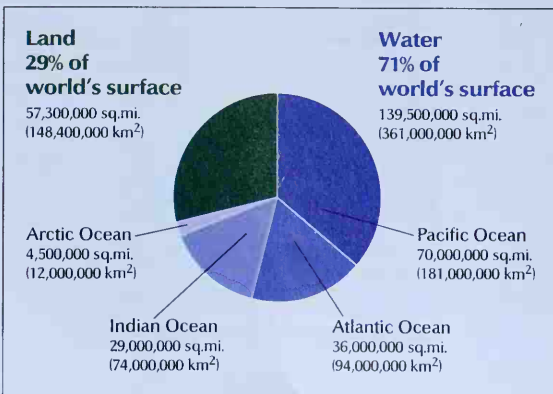 Land
29% of
world's surface
57,300,000 sq.mi.
(148,400,000 km²)
Water
71% of
world's surface
139,500,000 sq.mi.
(361,000,000 km²)
Arctic Ocean
4,500,000 sq.mi.
(12,000,000 km²)
Pacific Ocean
70,000,000 sq.mi.
(181,000,000 km²)
Indian Ocean
29,000,000 sq.mi.
(74,000,000 km²)
Atlantic Ocean
36,000,000 sq.mi.
(94,000,000 km²)